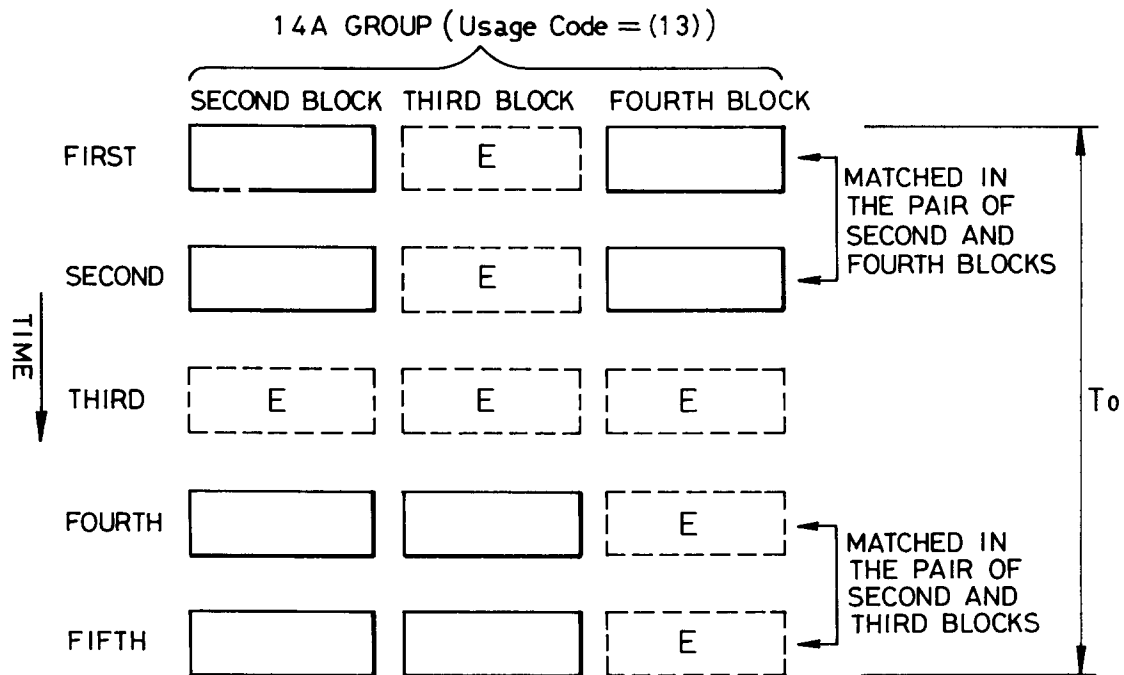 14A GROUP (Usage Code = (13))
SECOND BLOCK THIRD BLOCK FOURTH BLOCK
FIRST
E
MATCHED IN
THE PAIR OF
SECOND AND
FOURTH BLOCKS
SECOND
E
TIME
THIRD
E
E
E
To
FOURTH
E
MATCHED IN
THE PAIR OF
SECOND AND
THIRD BLOCKS
FIFTH
E